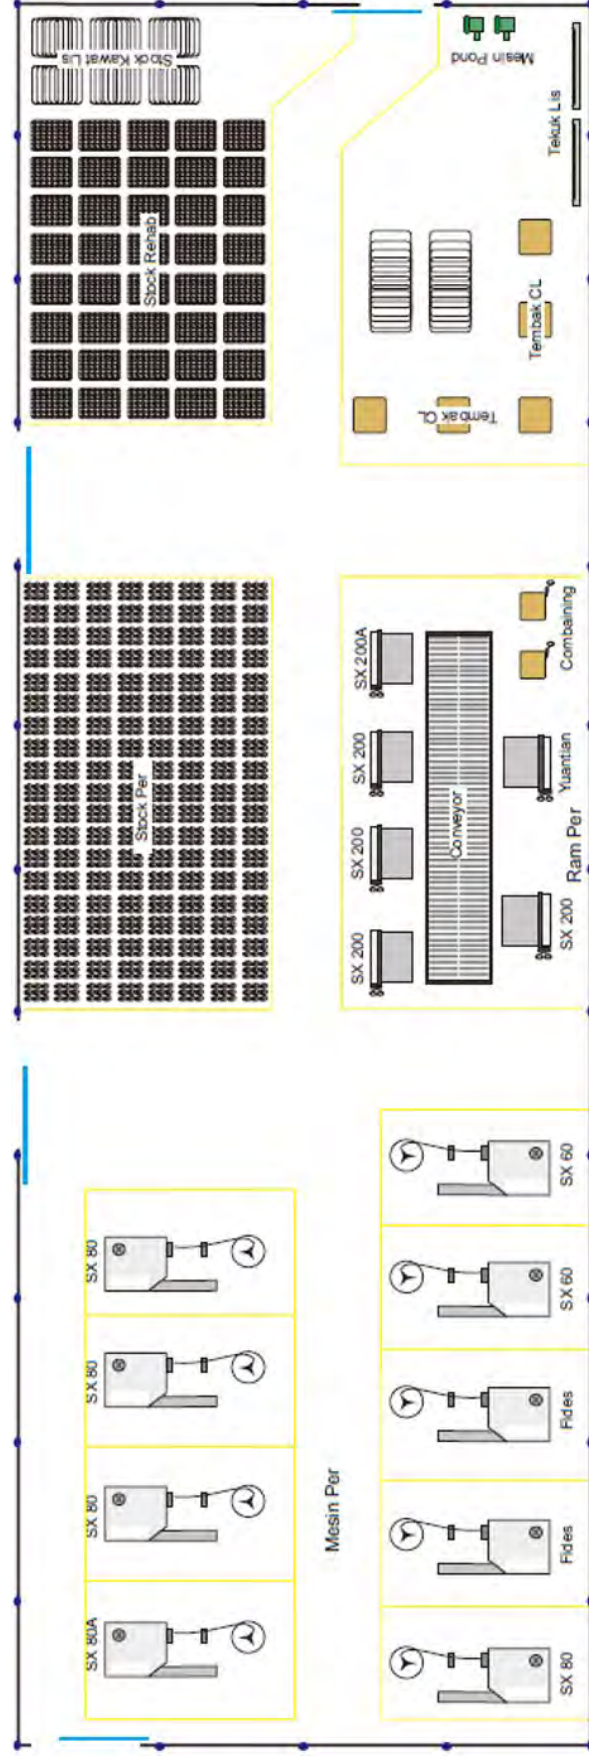 SX 80A
SX 80
SX 80
SX 80
Mesin Per
SX 80
Fides
Fides
SX 60
SX 60
Stock Per
SX 200
SX 200
SX 200
SX 200A
Conveyor
SX 200
Yuantian
Combaining
Ram Per
Stock Rehab
Stock Kawat Lis
Tembak CL
Tembak CL
Mesin Pond
Tekuk Lis